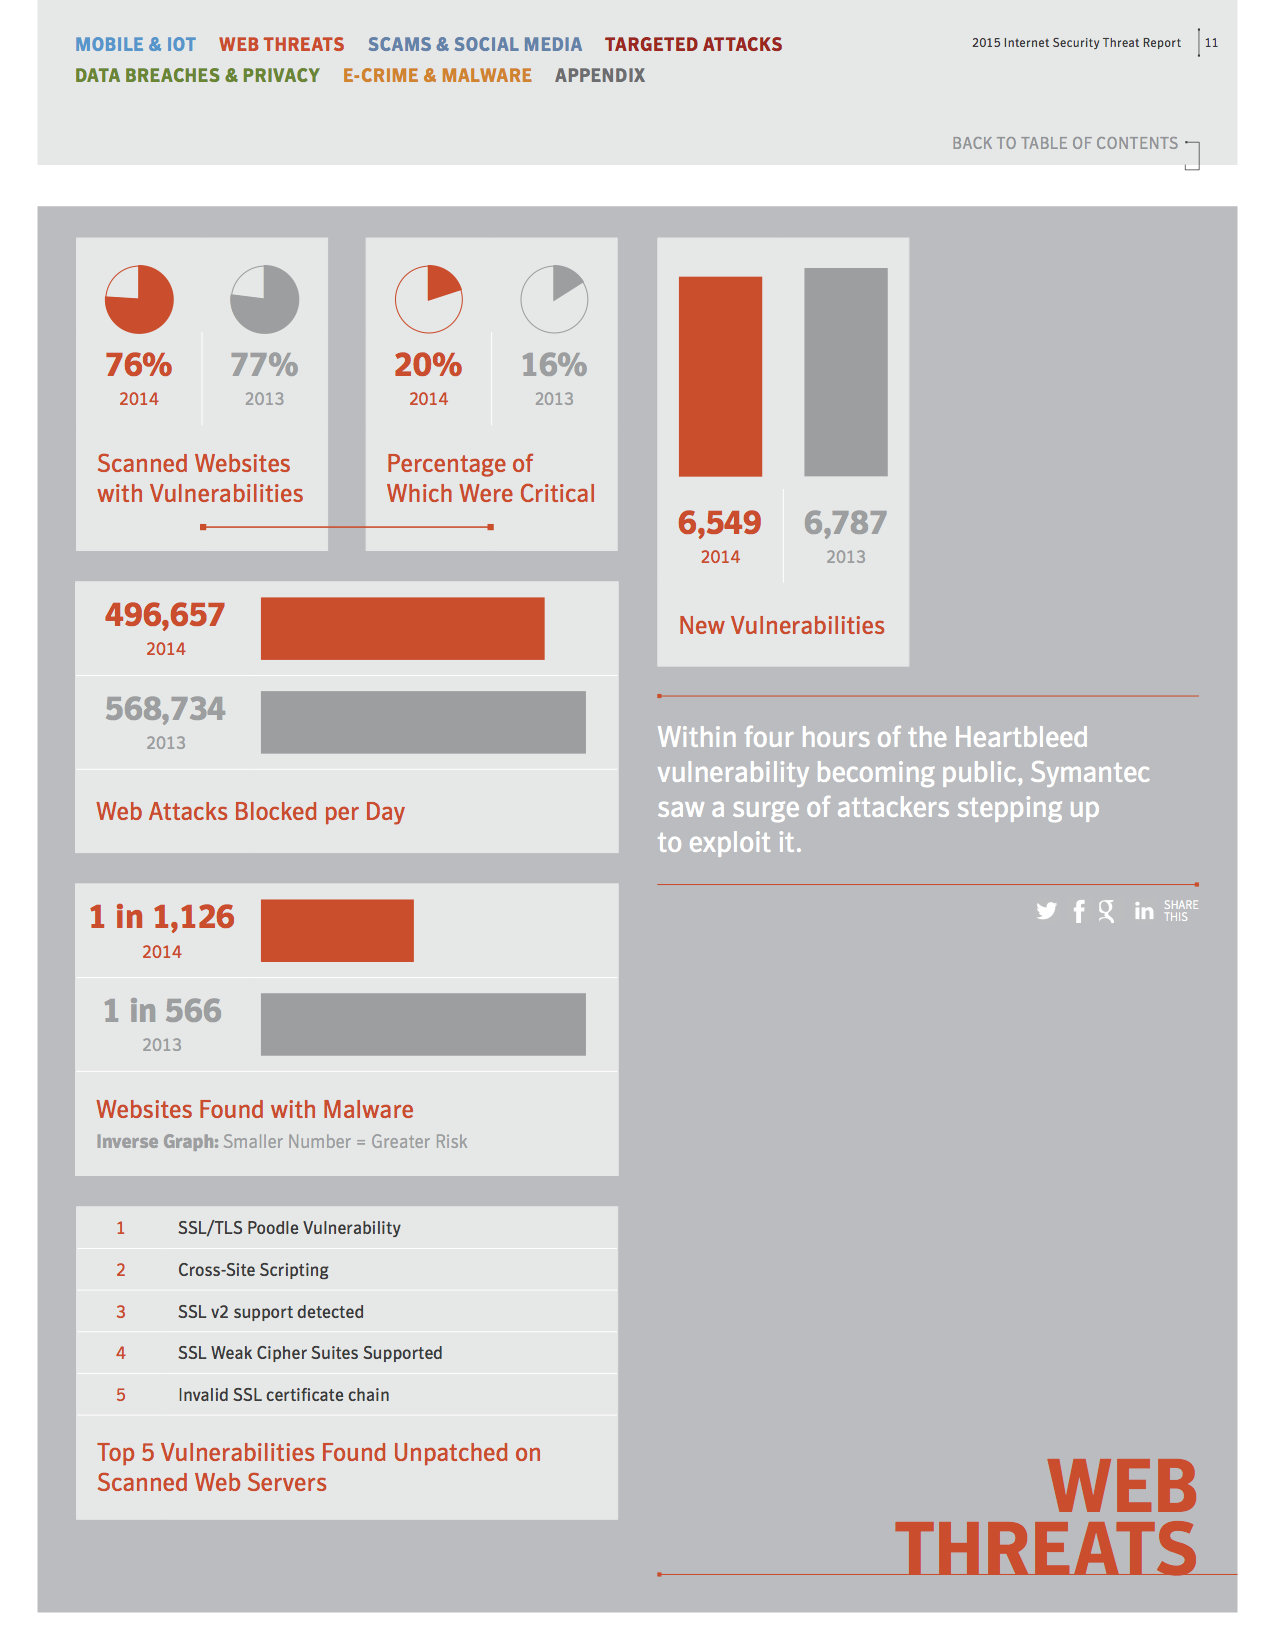 MOBILE & IOT WEB THREATS SCAMS & SOCIAL MEDIA TARGETED ATTACKS
DATA BREACHES & PRIVACY E-CRIME & MALWARE APPENDIX
2015 Internet Security Threat Report 11
BACK TO TABLE OF CONTENTS
76%
2014
77%
2013
Scanned Websites
with Vulnerabilities
20%
2014
16%
2013
Percentage of
Which Were Critical
6,549
2014
6,787
2013
New Vulnerabilities
496,657
2014
568,734
2013
Web Attacks Blocked per Day
Within four hours of the Heartbleed
vulnerability becoming public, Symantec
saw a surge of attackers stepping up
to exploit it.
SHARE
THIS
1 in 1,126
2014
1 in 566
2013
Websites Found with Malware
Inverse Graph: Smaller Number = Greater Risk
1 SSL/TLS Poodle Vulnerability
2 Cross-Site Scripting
3 SSL v2 support detected
4 SSL Weak Cipher Suites Supported
5 Invalid SSL certificate chain
Top 5 Vulnerabilities Found Unpatched on
Scanned Web Servers
WEB
THREATS